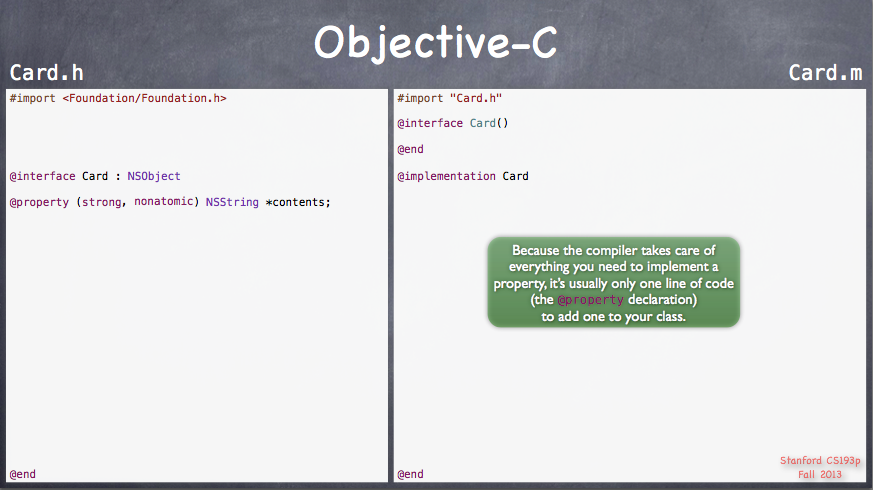 Objective-C
Card.h
Card.m
#import <Foundation/Foundation.h>
@interface Card : NSObject
@property (strong, nonatomic) NSString *contents;
@end
#import "Card.h"
@interface Card()
@end
@implementation Card
Because the compiler takes care of
everything you need to implement a
property, it's usually only one line of code
(the @property declaration)
to add one to your class.
@end
Stanford CS193p
Fall 2013